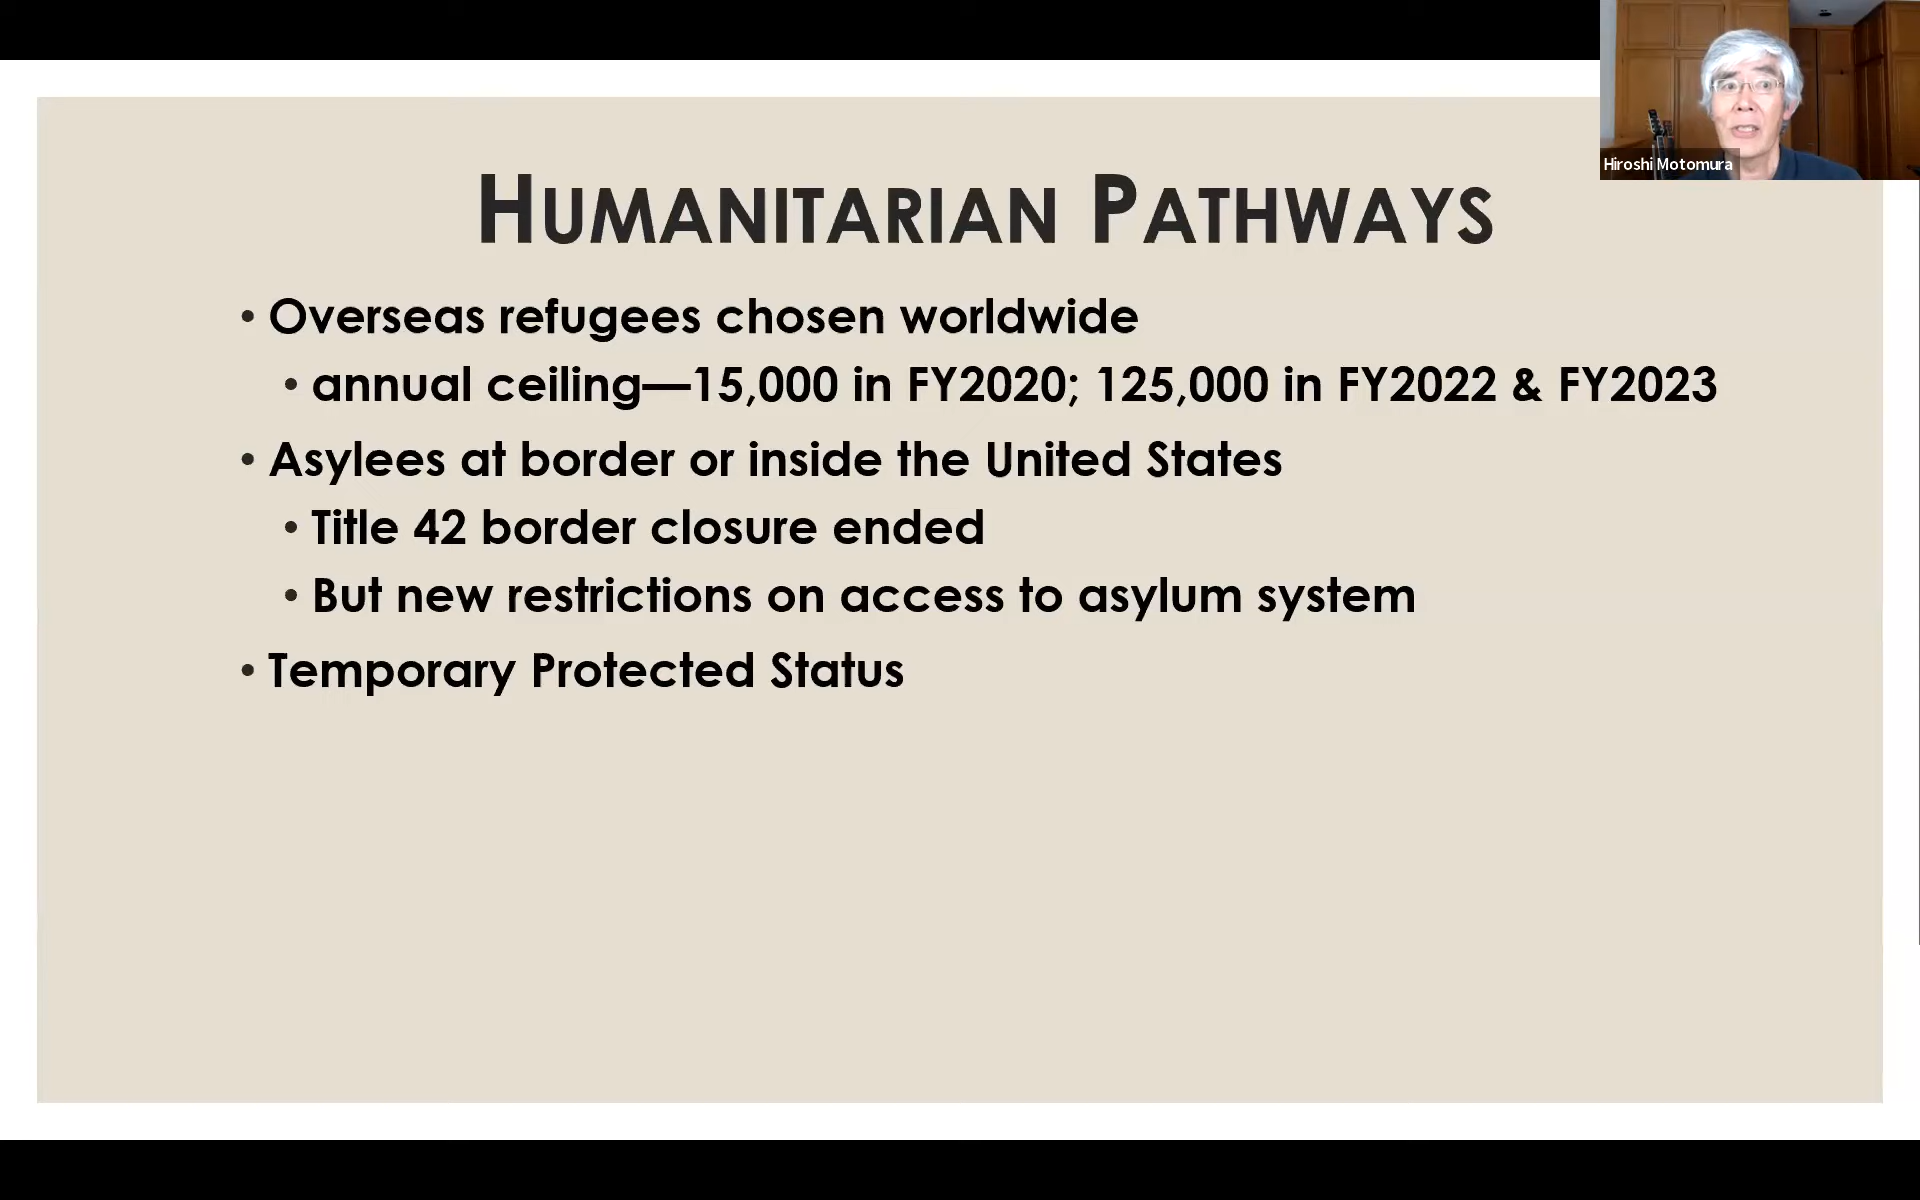 Hiroshi Motomura
HUMANITARIAN PATHWAYS
• Overseas refugees chosen worldwide
• annual ceiling—15,000 in FY2020; 125,000 in FY2022 & FY2023
• Asylees at border or inside the United States
• Title 42 border closure ended
• But new restrictions on access to asylum system
• Temporary Protected Status